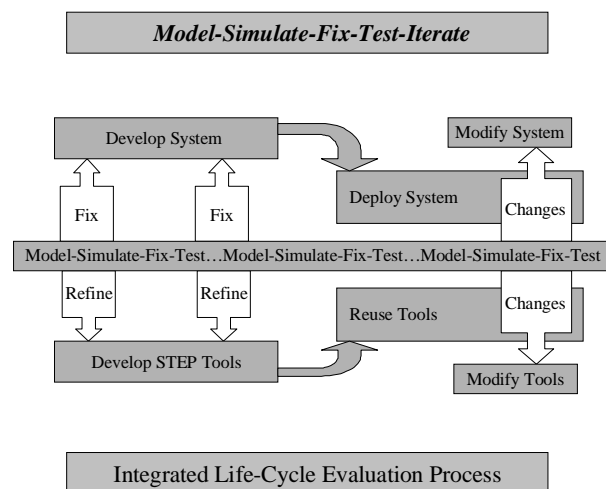 Model-Simulate-Fix-Test-Iterate
Develop System
Modify System
Deploy System
Fix
Fix
Changes
Model-Simulate-Fix-Test…Model-Simulate-Fix-Test…Model-Simulate-Fix-Test
Refine
Refine
Changes
Reuse Tools
Develop STEP Tools
Modify Tools
Integrated Life-Cycle Evaluation Process